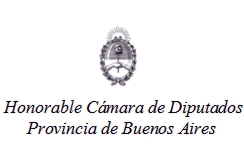 Honorable Cámara de Diputados
Provincia de Buenos Aires